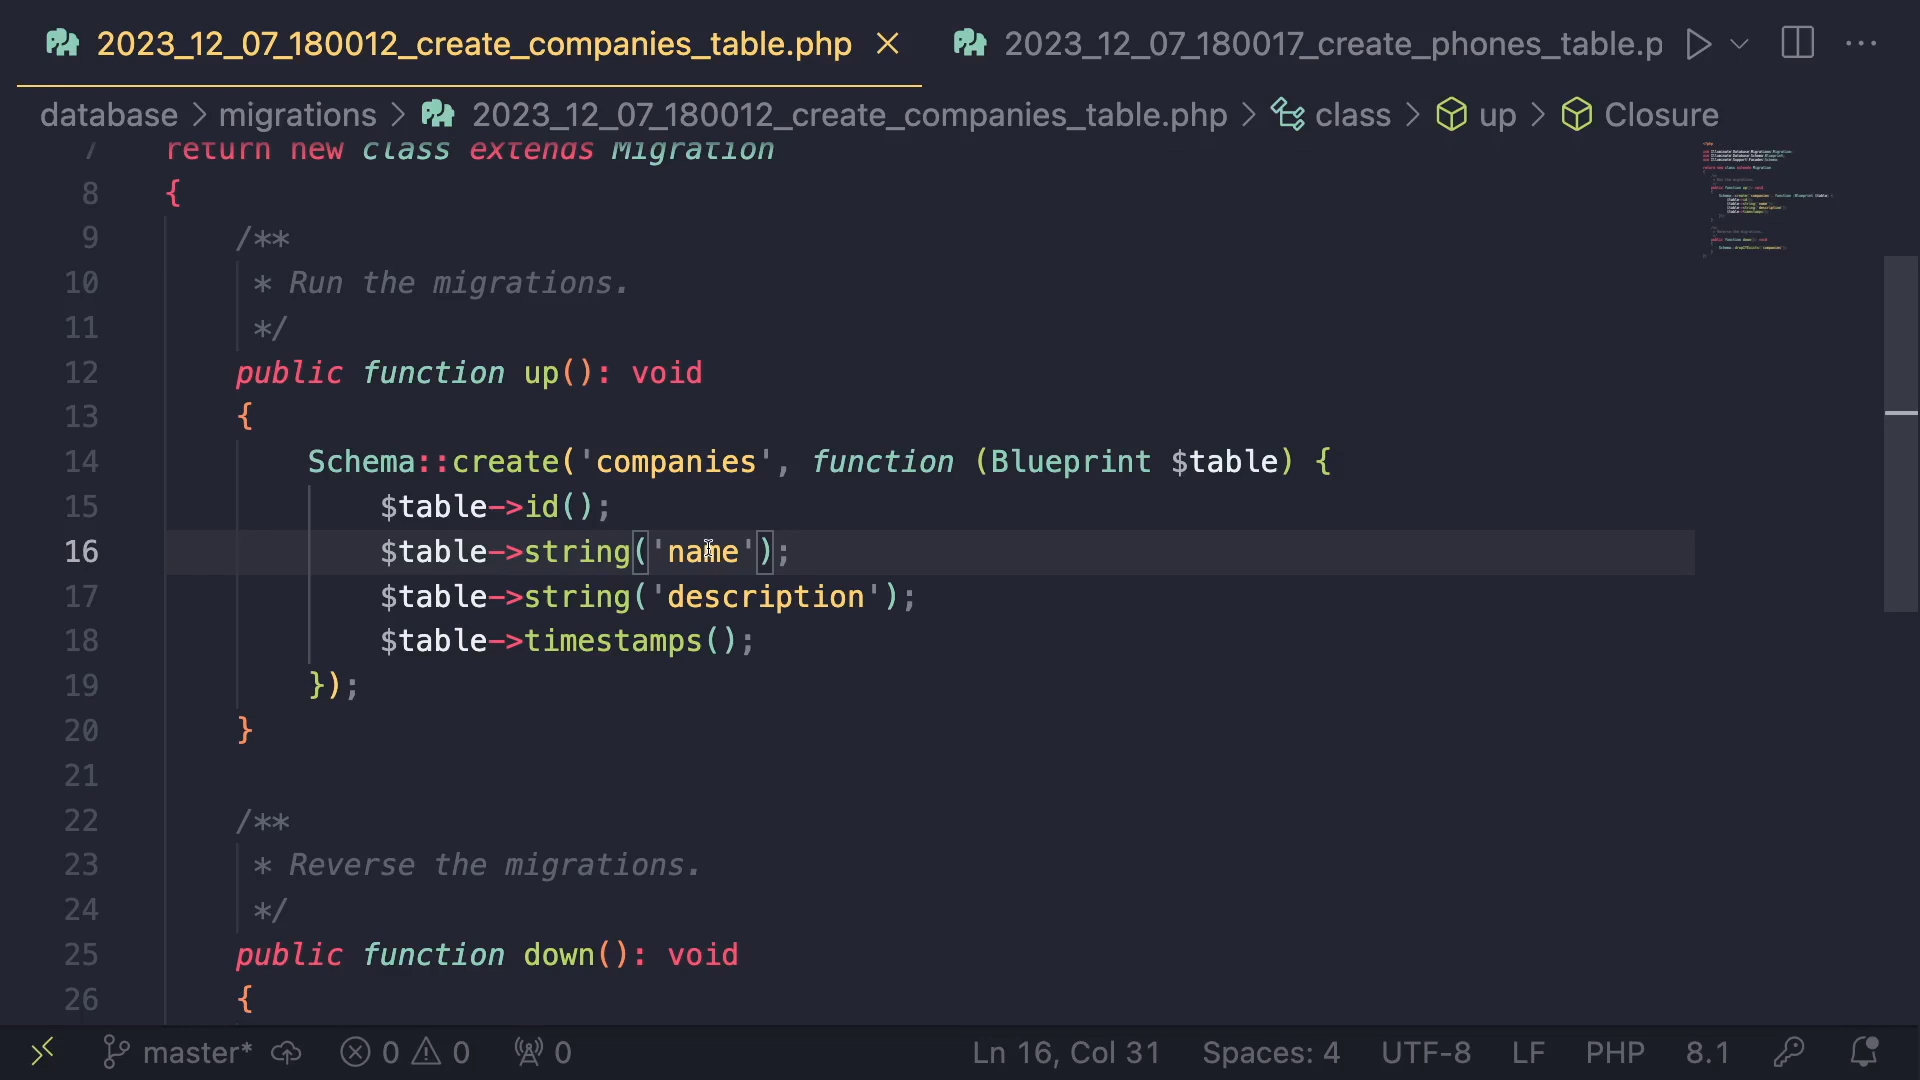 2023_12_07_180012_create_companies_table.php
2023_12_07_180017_create_phones_table.p
database > migrations > 2023_12_07_180012_create_companies_table.php > class > up > Closure
7 return new class extends Migration
8 {
9 /**
10 * Run the migrations.
11 */
12 public function up(): void
13 {
14 Schema::create('companies', function (Blueprint $table) {
15 $table->id();
16 $table->string('name');
17 $table->string('description');
18 $table->timestamps();
19 });
20 }
21
22 /**
23 * Reverse the migrations.
24 */
25 public function down(): void
26 {
master* 0 0 0 Ln 16, Col 31 Spaces: 4 UTF-8 LF PHP 8.1